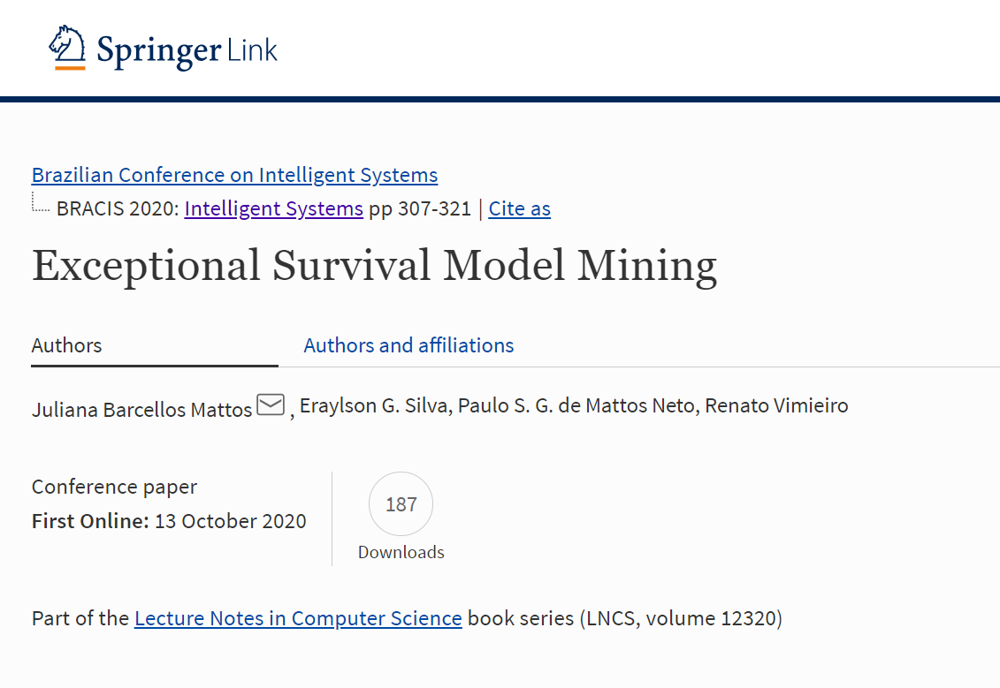 Springer Link
Brazilian Conference on Intelligent Systems
BRACIS 2020: Intelligent Systems pp 307-321 | Cite as
Exceptional Survival Model Mining
Authors Authors and affiliations
Juliana Barcellos Mattos , Eraylson G. Silva, Paulo S. G. de Mattos Neto, Renato Vimieiro
Conference paper
First Online: 13 October 2020
187
Downloads
Part of the Lecture Notes in Computer Science book series (LNCS, volume 12320)